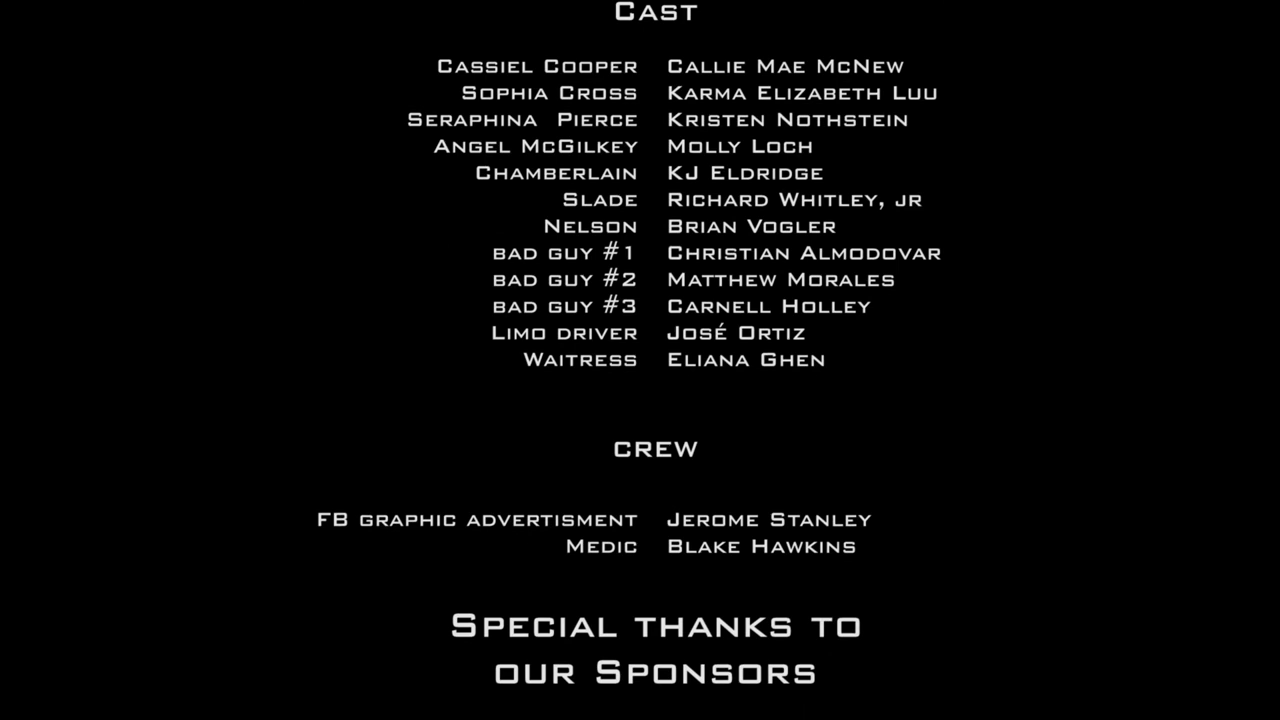 Cast
Cassiel Cooper Callie Mae McNew
Sophia Cross Karma Elizabeth Luu
Seraphina Pierce Kristen Nothstein
Angel McGilkey Molly Loch
Chamberlain KJ Eldridge
Slade Richard Whitley, jr
Nelson Brian Vogler
bad guy #1 Christian Almodovar
bad guy #2 Matthew Morales
bad guy #3 Carnell Holley
Limo driver José Ortiz
Waitress Eliana Ghen
crew
FB graphic advertisment Jerome Stanley
Medic Blake Hawkins
Special thanks to
our Sponsors